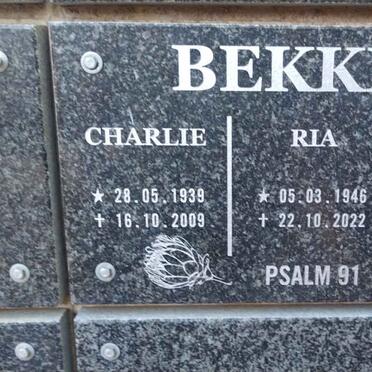 BEKK
CHARLIE RIA
★ 28.05.1939 ★ 05.03.1946
✝ 16.10.2009 ✝ 22.10.2022
PSALM 91